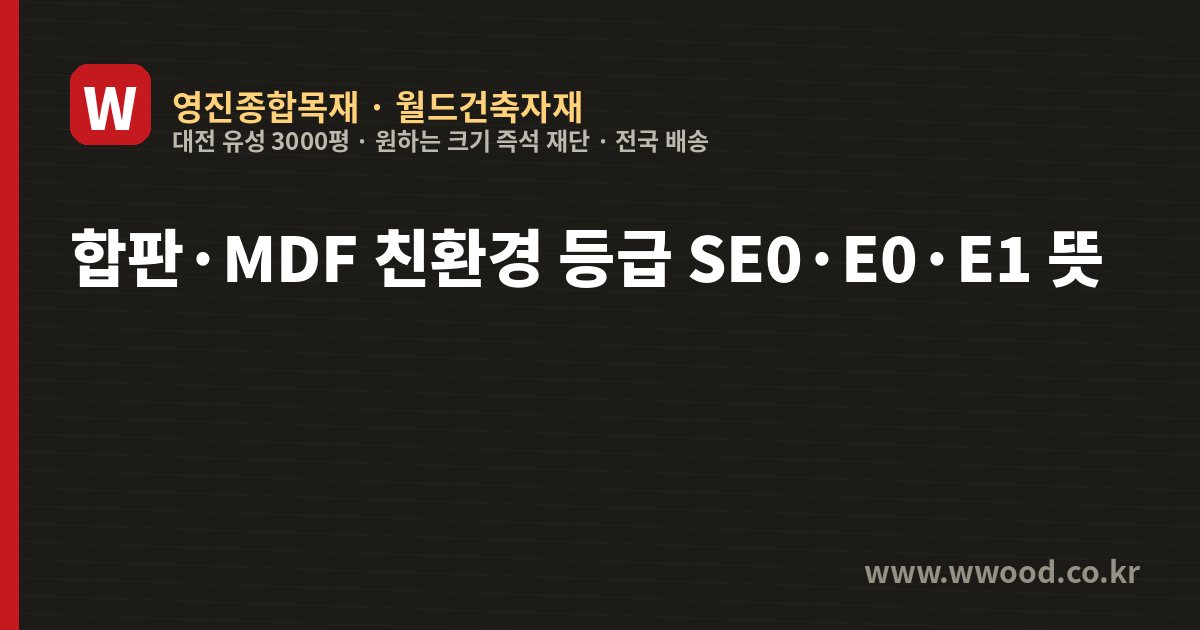 W
영진종합목재 · 월드건축자재
대전 유성 3000평 · 원하는 크기 즉석 재단 · 전국 배송
합판·MDF 친환경 등급 SE0·E0·E1 뜻
www.wwood.co.kr